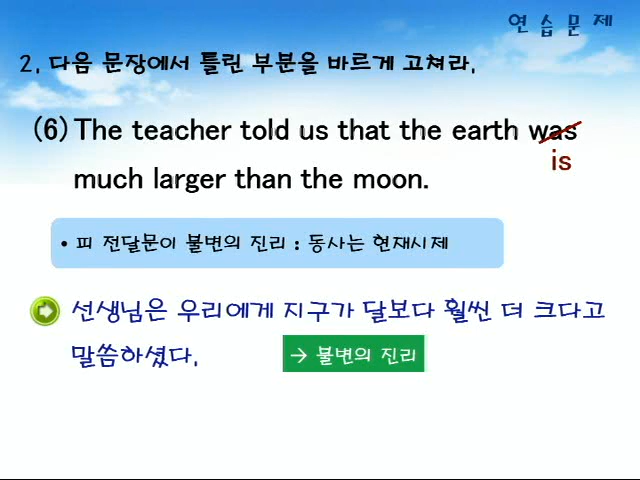 연 습 문 제
2. 다음 문장에서 틀린 부분을 바르게 고쳐라.
(6) The teacher told us that the earth was
is
much larger than the moon.
• 피 전달문이 불변의 진리 : 동사는 현재시제
선생님은 우리에게 지구가 달보다 훨씬 더 크다고
말씀하셨다.
→ 불변의 진리